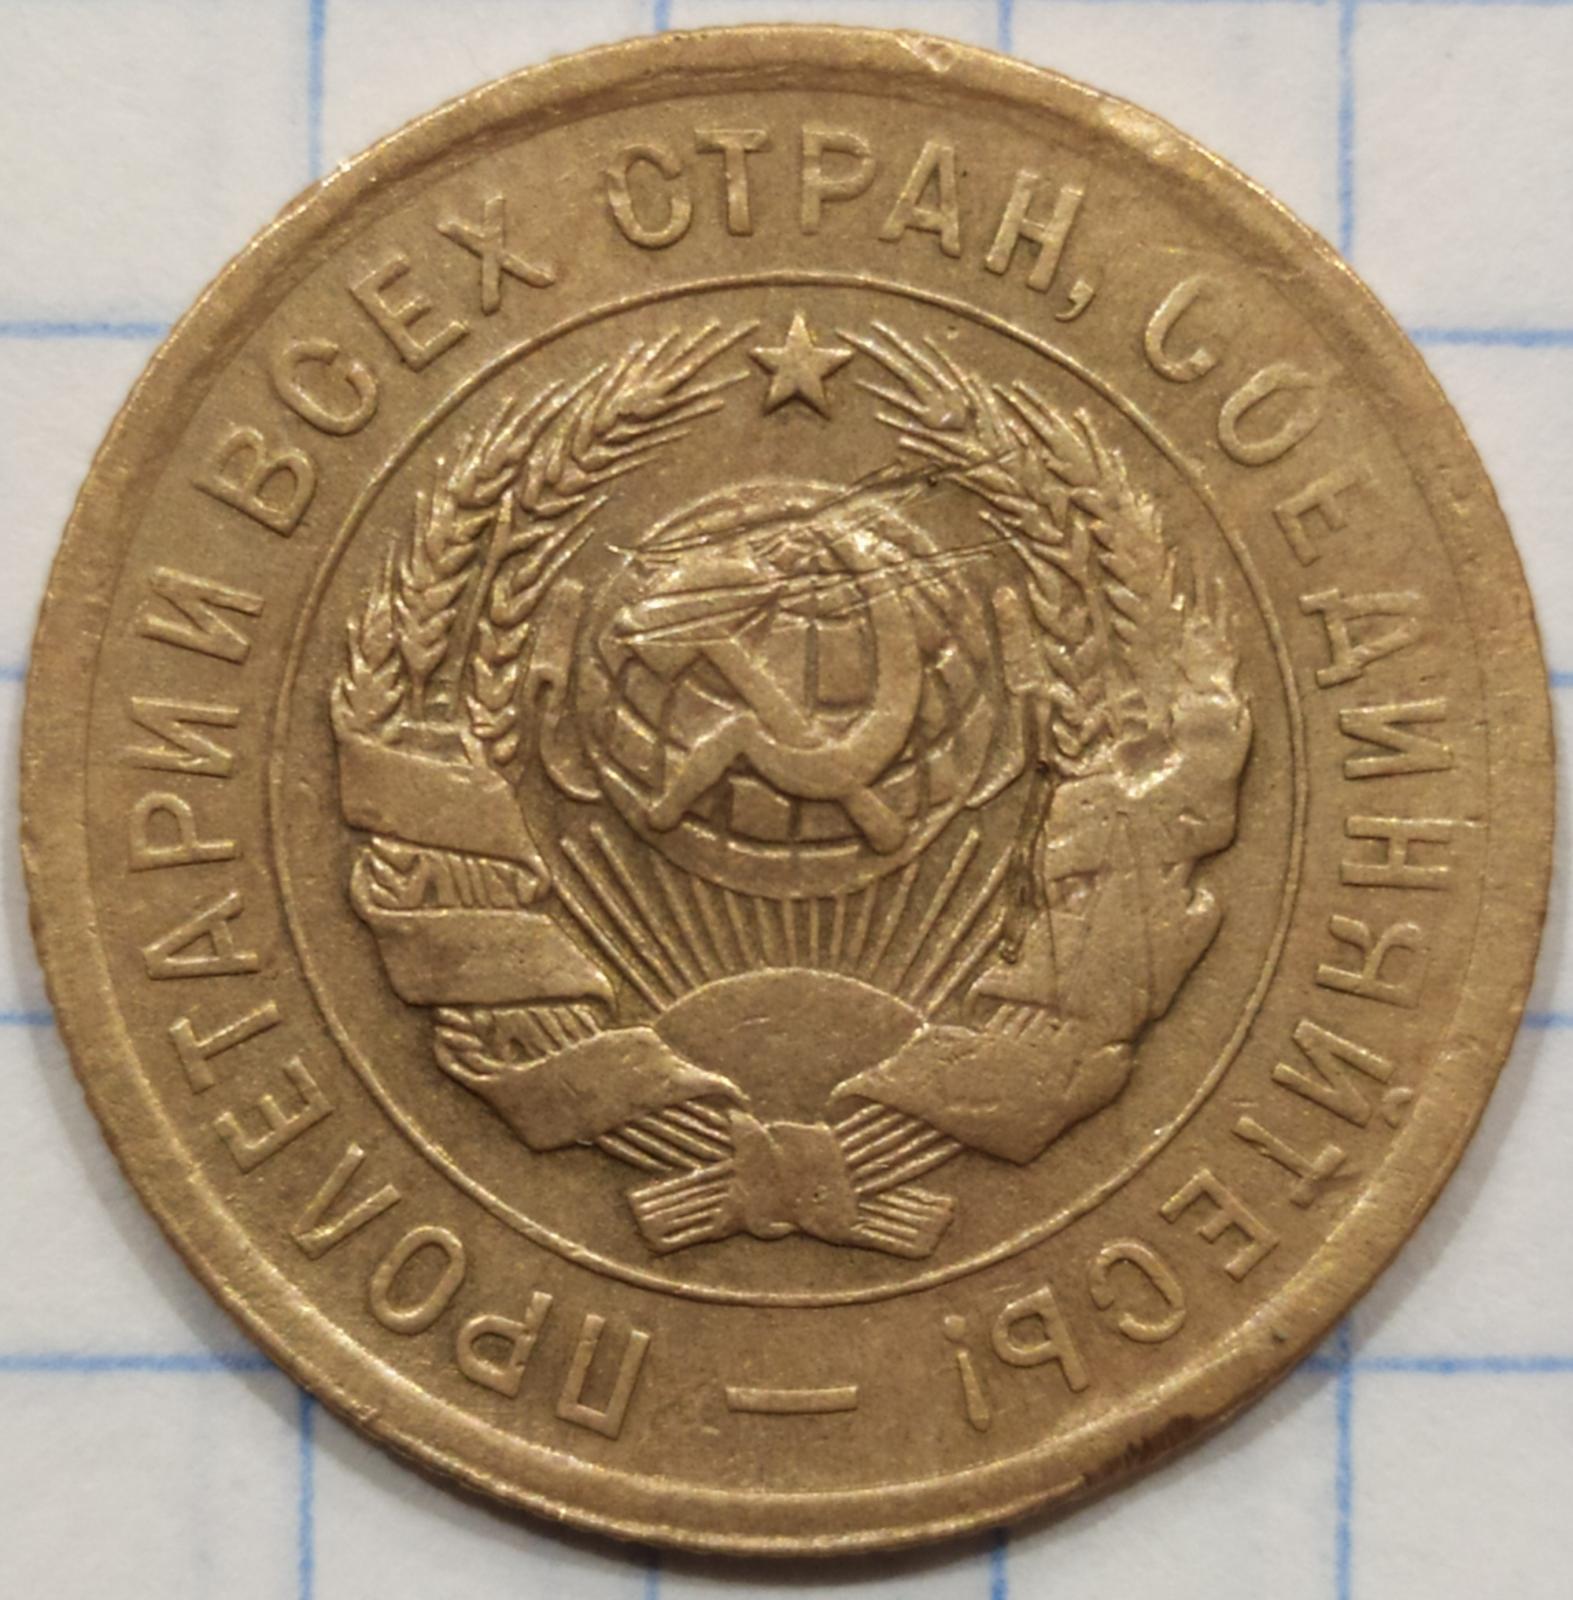 ПРОЛЕТАРИИ ВСЕХ СТРАН, СОЕДИНЯЙТЕСЬ! —